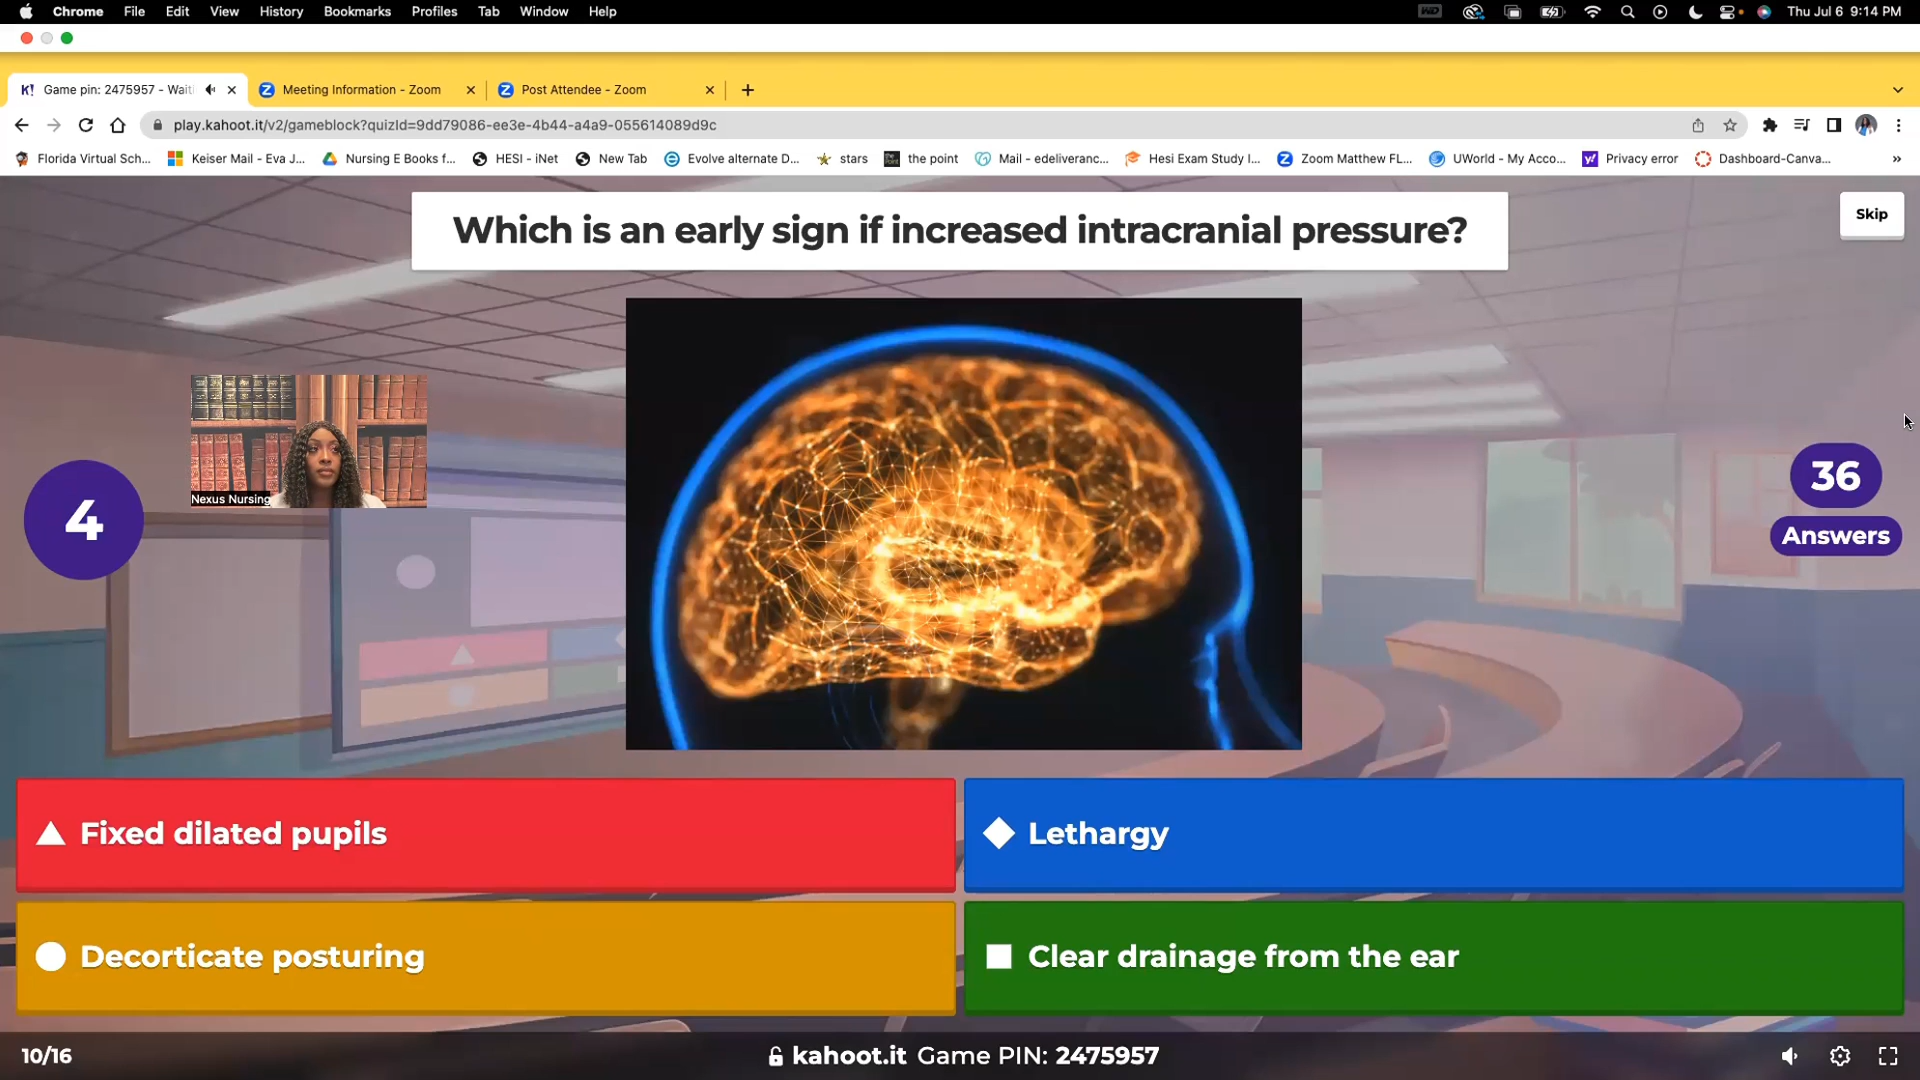 Chrome File Edit View History Bookmarks Profiles Tab Window Help
Thu Jul 6 9:14 PM
K! Game pin: 2475957 - Wait
Meeting Information - Zoom
Post Attendee - Zoom
play.kahoot.it/v2/gameblock?quizId=9dd79086-ee3e-4b44-a4a9-055614089d9c
Florida Virtual Sch...
Keiser Mail - Eva J...
Nursing E Books f...
HESI - iNet
New Tab
Evolve alternate D...
stars
the point
Mail - edeliveranc...
Hesi Exam Study I...
Zoom Matthew FL...
UWorld - My Acco...
Privacy error
Dashboard-Canva...
Which is an early sign if increased intracranial pressure?
Skip
Nexus Nursing
4
36
Answers
Fixed dilated pupils
Lethargy
Decorticate posturing
Clear drainage from the ear
10/16
kahoot.it Game PIN: 2475957